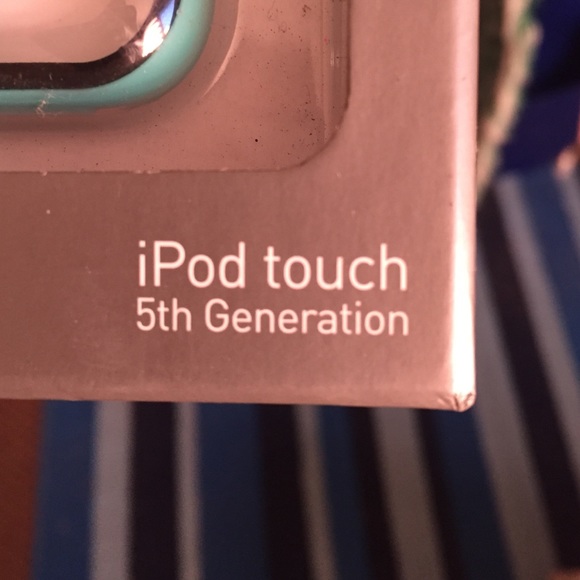 iPod touch
5th Generation